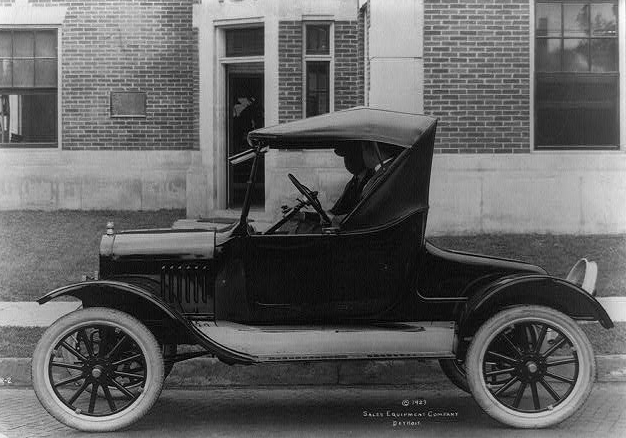 © 1923
Sales Equipment Company
Detroit